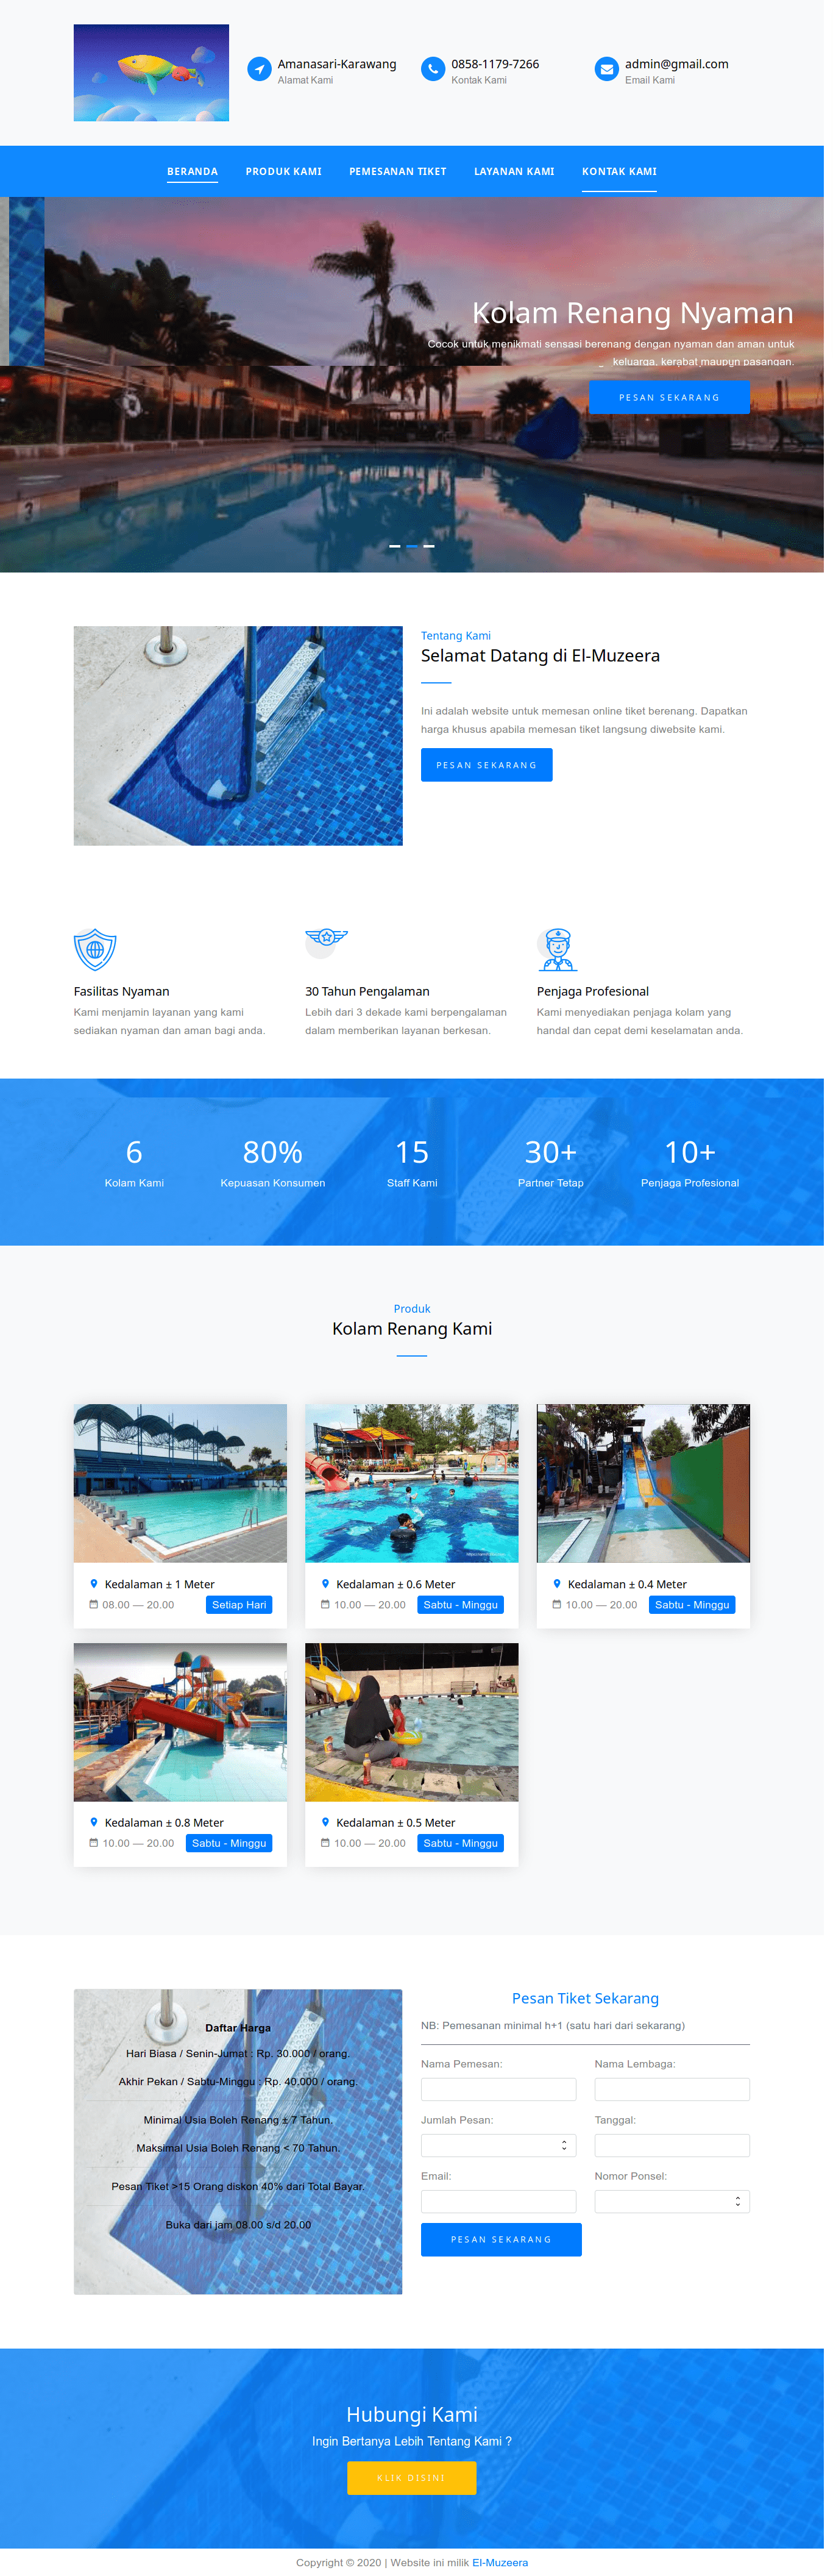 Amanasari-Karawang
Alamat Kami
0858-1179-7266
Kontak Kami
admin@gmail.com
Email Kami
BERANDA
PRODUK KAMI
PEMESANAN TIKET
LAYANAN KAMI
KONTAK KAMI
Kolam Renang Nyaman
Cocok untuk menikmati sensasi berenang dengan nyaman dan aman untuk
keluarga, kerabat maupun pasangan.
PESAN SEKARANG
Tentang Kami
Selamat Datang di El-Muzeera
Ini adalah website untuk memesan online tiket berenang. Dapatkan
harga khusus apabila memesan tiket langsung diwebsite kami.
PESAN SEKARANG
Fasilitas Nyaman
Kami menjamin layanan yang kami
sediakan nyaman dan aman bagi anda.
30 Tahun Pengalaman
Lebih dari 3 dekade kami berpengalaman
dalam memberikan layanan berkesan.
Penjaga Profesional
Kami menyediakan penjaga kolam yang
handal dan cepat demi keselamatan anda.
6
Kolam Kami
80%
Kepuasan Konsumen
15
Staff Kami
30+
Partner Tetap
10+
Penjaga Profesional
Produk
Kolam Renang Kami
Kedalaman ± 1 Meter
08.00 — 20.00
Setiap Hari
Kedalaman ± 0.6 Meter
10.00 — 20.00
Sabtu - Minggu
Kedalaman ± 0.4 Meter
10.00 — 20.00
Sabtu - Minggu
Kedalaman ± 0.8 Meter
10.00 — 20.00
Sabtu - Minggu
Kedalaman ± 0.5 Meter
10.00 — 20.00
Sabtu - Minggu
Daftar Harga
Hari Biasa / Senin-Jumat : Rp. 30.000 / orang.
Akhir Pekan / Sabtu-Minggu : Rp. 40.000 / orang.
Minimal Usia Boleh Renang ± 7 Tahun.
Maksimal Usia Boleh Renang < 70 Tahun.
Pesan Tiket >15 Orang diskon 40% dari Total Bayar.
Buka dari jam 08.00 s/d 20.00
Pesan Tiket Sekarang
NB: Pemesanan minimal h+1 (satu hari dari sekarang)
Nama Pemesan:
Nama Lembaga:
Jumlah Pesan:
Tanggal:
Email:
Nomor Ponsel:
PESAN SEKARANG
Hubungi Kami
Ingin Bertanya Lebih Tentang Kami ?
KLIK DISINI
Copyright © 2020 | Website ini milik El-Muzeera